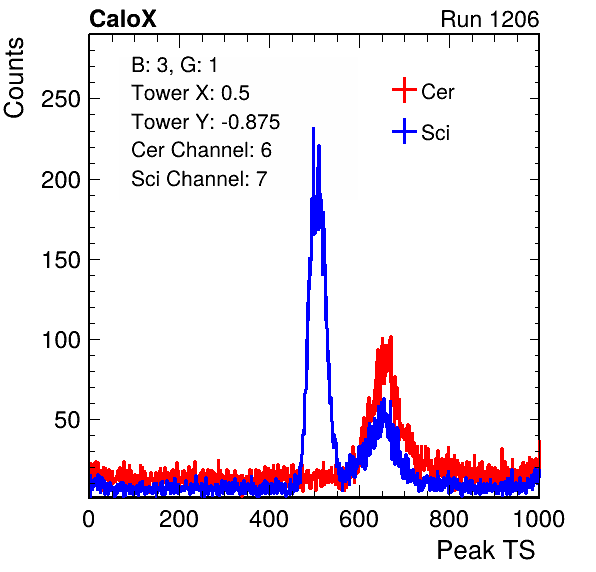 CaloX Run 1206
Counts
B: 3, G: 1
Tower X: 0.5
Tower Y: -0.875
Cer Channel: 6
Sci Channel: 7
Cer
Sci
250
200
150
100
50
0 200 400 600 800 1000
Peak TS